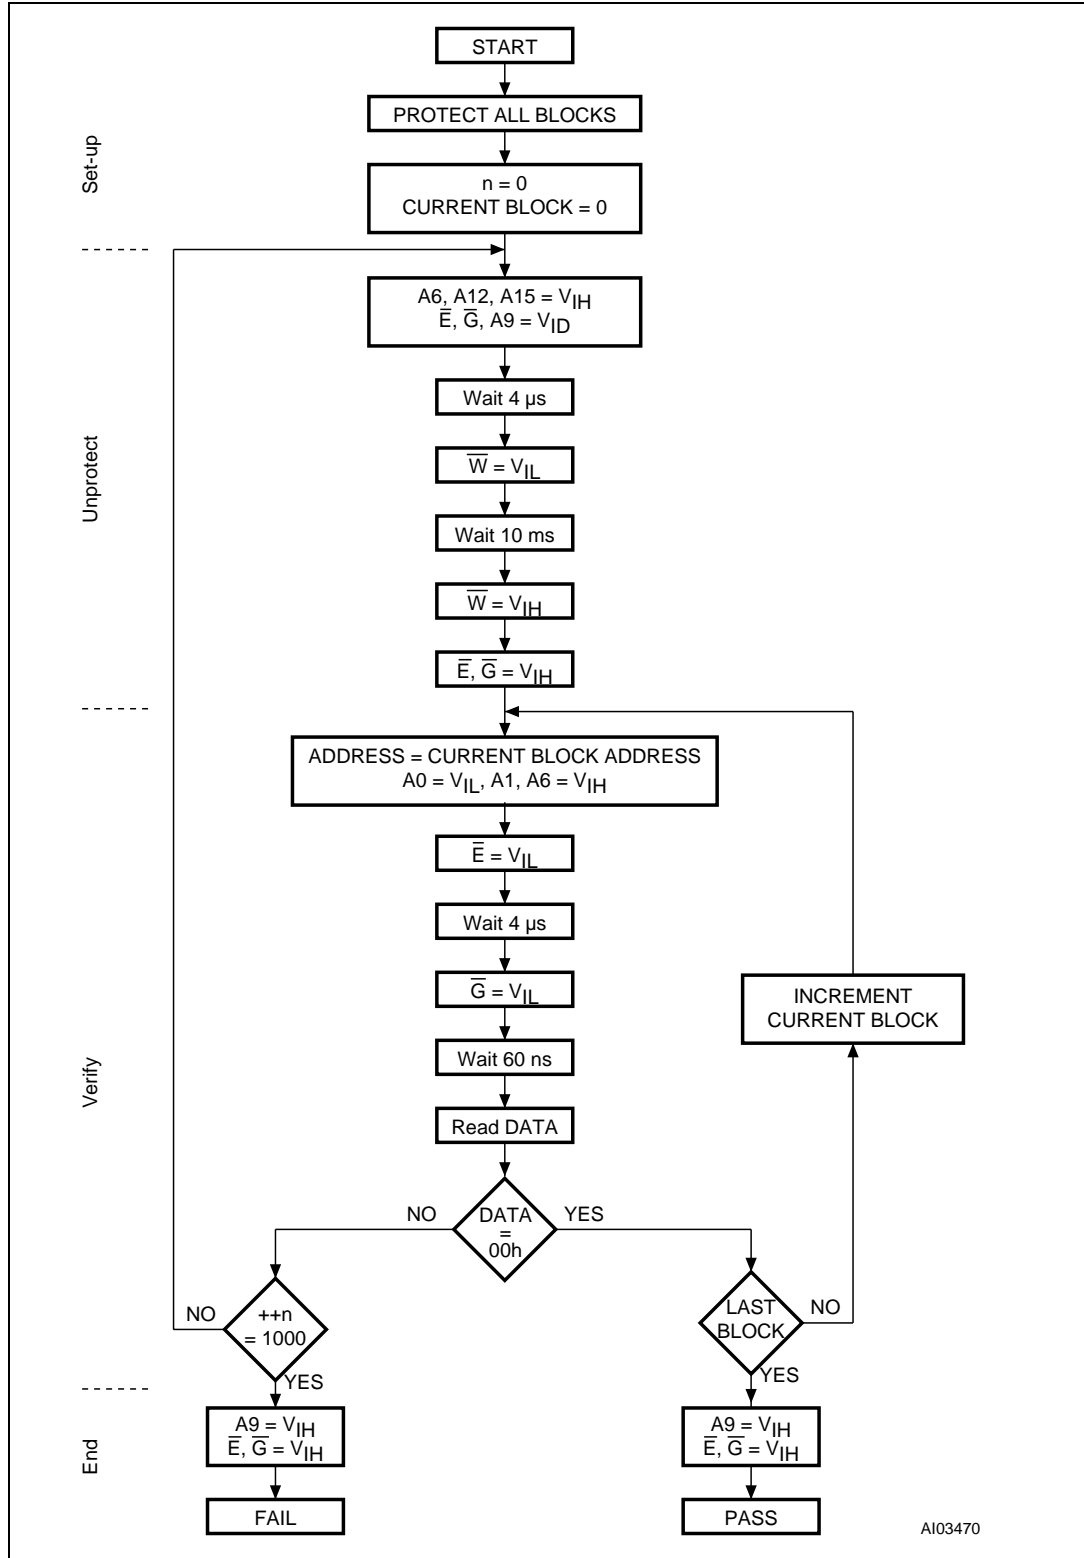 START
PROTECT ALL BLOCKS
Set-up
n = 0
CURRENT BLOCK = 0
A6, A12, A15 = VIH
E̅, G̅, A9 = VID
Wait 4 µs
Unprotect
W̅ = VIL
Wait 10 ms
W̅ = VIH
E̅, G̅ = VIH
ADDRESS = CURRENT BLOCK ADDRESS
A0 = VIL, A1, A6 = VIH
E̅ = VIL
Wait 4 µs
G̅ = VIL
INCREMENT
CURRENT BLOCK
Wait 60 ns
Verify
Read DATA
NO
DATA
=
00h
YES
NO
++n
= 1000
YES
LAST
BLOCK
NO
YES
End
A9 = VIH
E̅, G̅ = VIH
A9 = VIH
E̅, G̅ = VIH
FAIL
PASS
AI03470